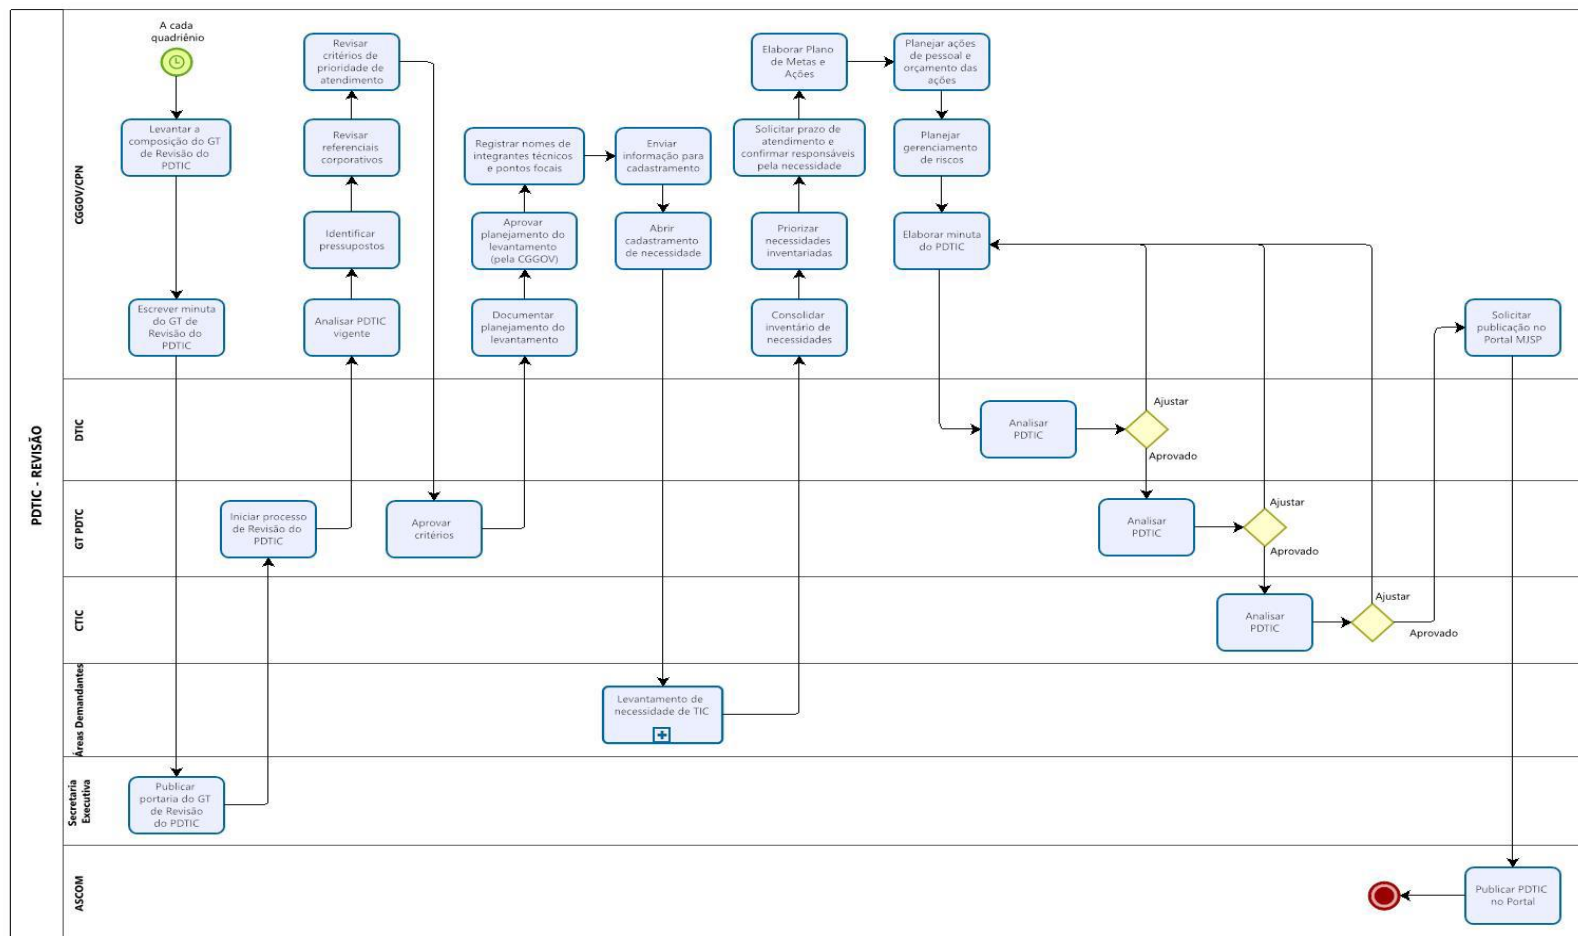 PDTIC - REVISÃO
CGGOV/CPN
A cada
quadriênio
Levantar a
composição do GT
de Revisão do
PDTIC
Escrever minuta
do GT de
Revisão do
PDTIC
Revisar
critérios de
prioridade de
atendimento
Revisar
referenciais
corporativos
Identificar
pressupostos
Analisar PDTIC
vigente
Registrar nomes de
integrantes técnicos
e pontos focais
Enviar
informação para
cadastramento
Aprovar
planejamento do
levantamento
(pela CGGOV)
Abrir
cadastramento
de necessidade
Documentar
planejamento do
levantamento
Elaborar Plano
de Metas e
Ações
Planejar ações
de pessoal e
orçamento das
ações
Solicitar prazo de
atendimento e
confirmar responsáveis
pela necessidade
Planejar
gerenciamento
de riscos
Priorizar
necessidades
inventariadas
Elaborar minuta
do PDTIC
Consolidar
inventário de
necessidades
Solicitar
publicação no
Portal MJSP
DTIC
Analisar
PDTIC
Ajustar
Aprovado
GT PDTC
Iniciar processo
de Revisão do
PDTIC
Aprovar
critérios
Analisar
PDTIC
Ajustar
Aprovado
CTIC
Analisar
PDTIC
Ajustar
Aprovado
Áreas Demandantes
Levantamento de
necessidade de TIC
Secretaria
Executiva
Publicar
portaria do GT
de Revisão
do PDTIC
ASCOM
Publicar PDTIC
no Portal